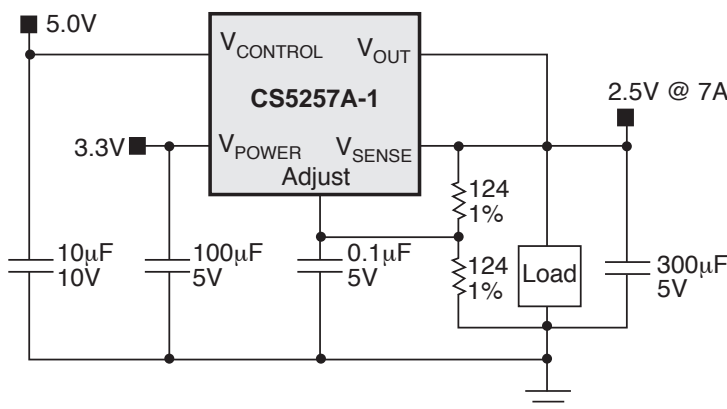 5.0V
VCONTROL
VOUT
CS5257A-1
2.5V @ 7A
3.3V
VPOWER
VSENSE
Adjust
124
1%
10μF
10V
100μF
5V
0.1μF
5V
124
1%
Load
300μF
5V